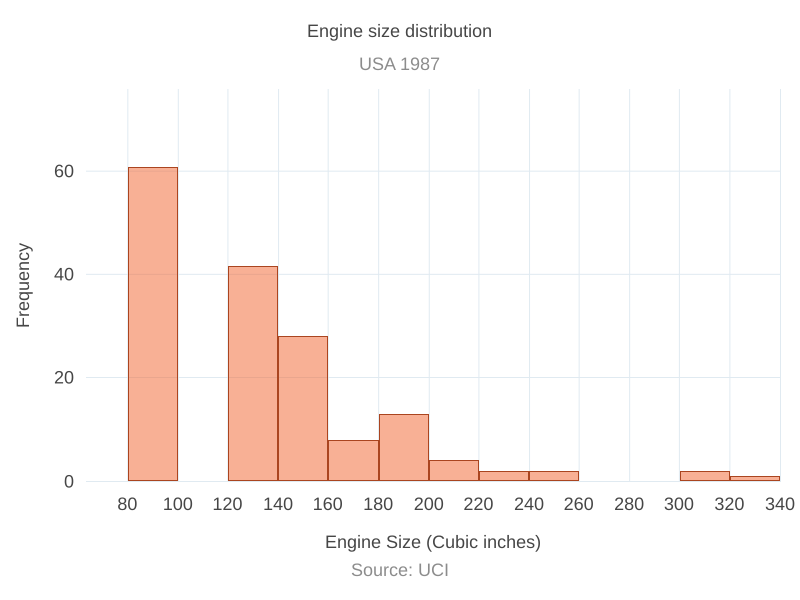 Engine size distribution
USA 1987
Frequency
60
40
20
0
80 100 120 140 160 180 200 220 240 260 280 300 320 340
Engine Size (Cubic inches)
Source: UCI